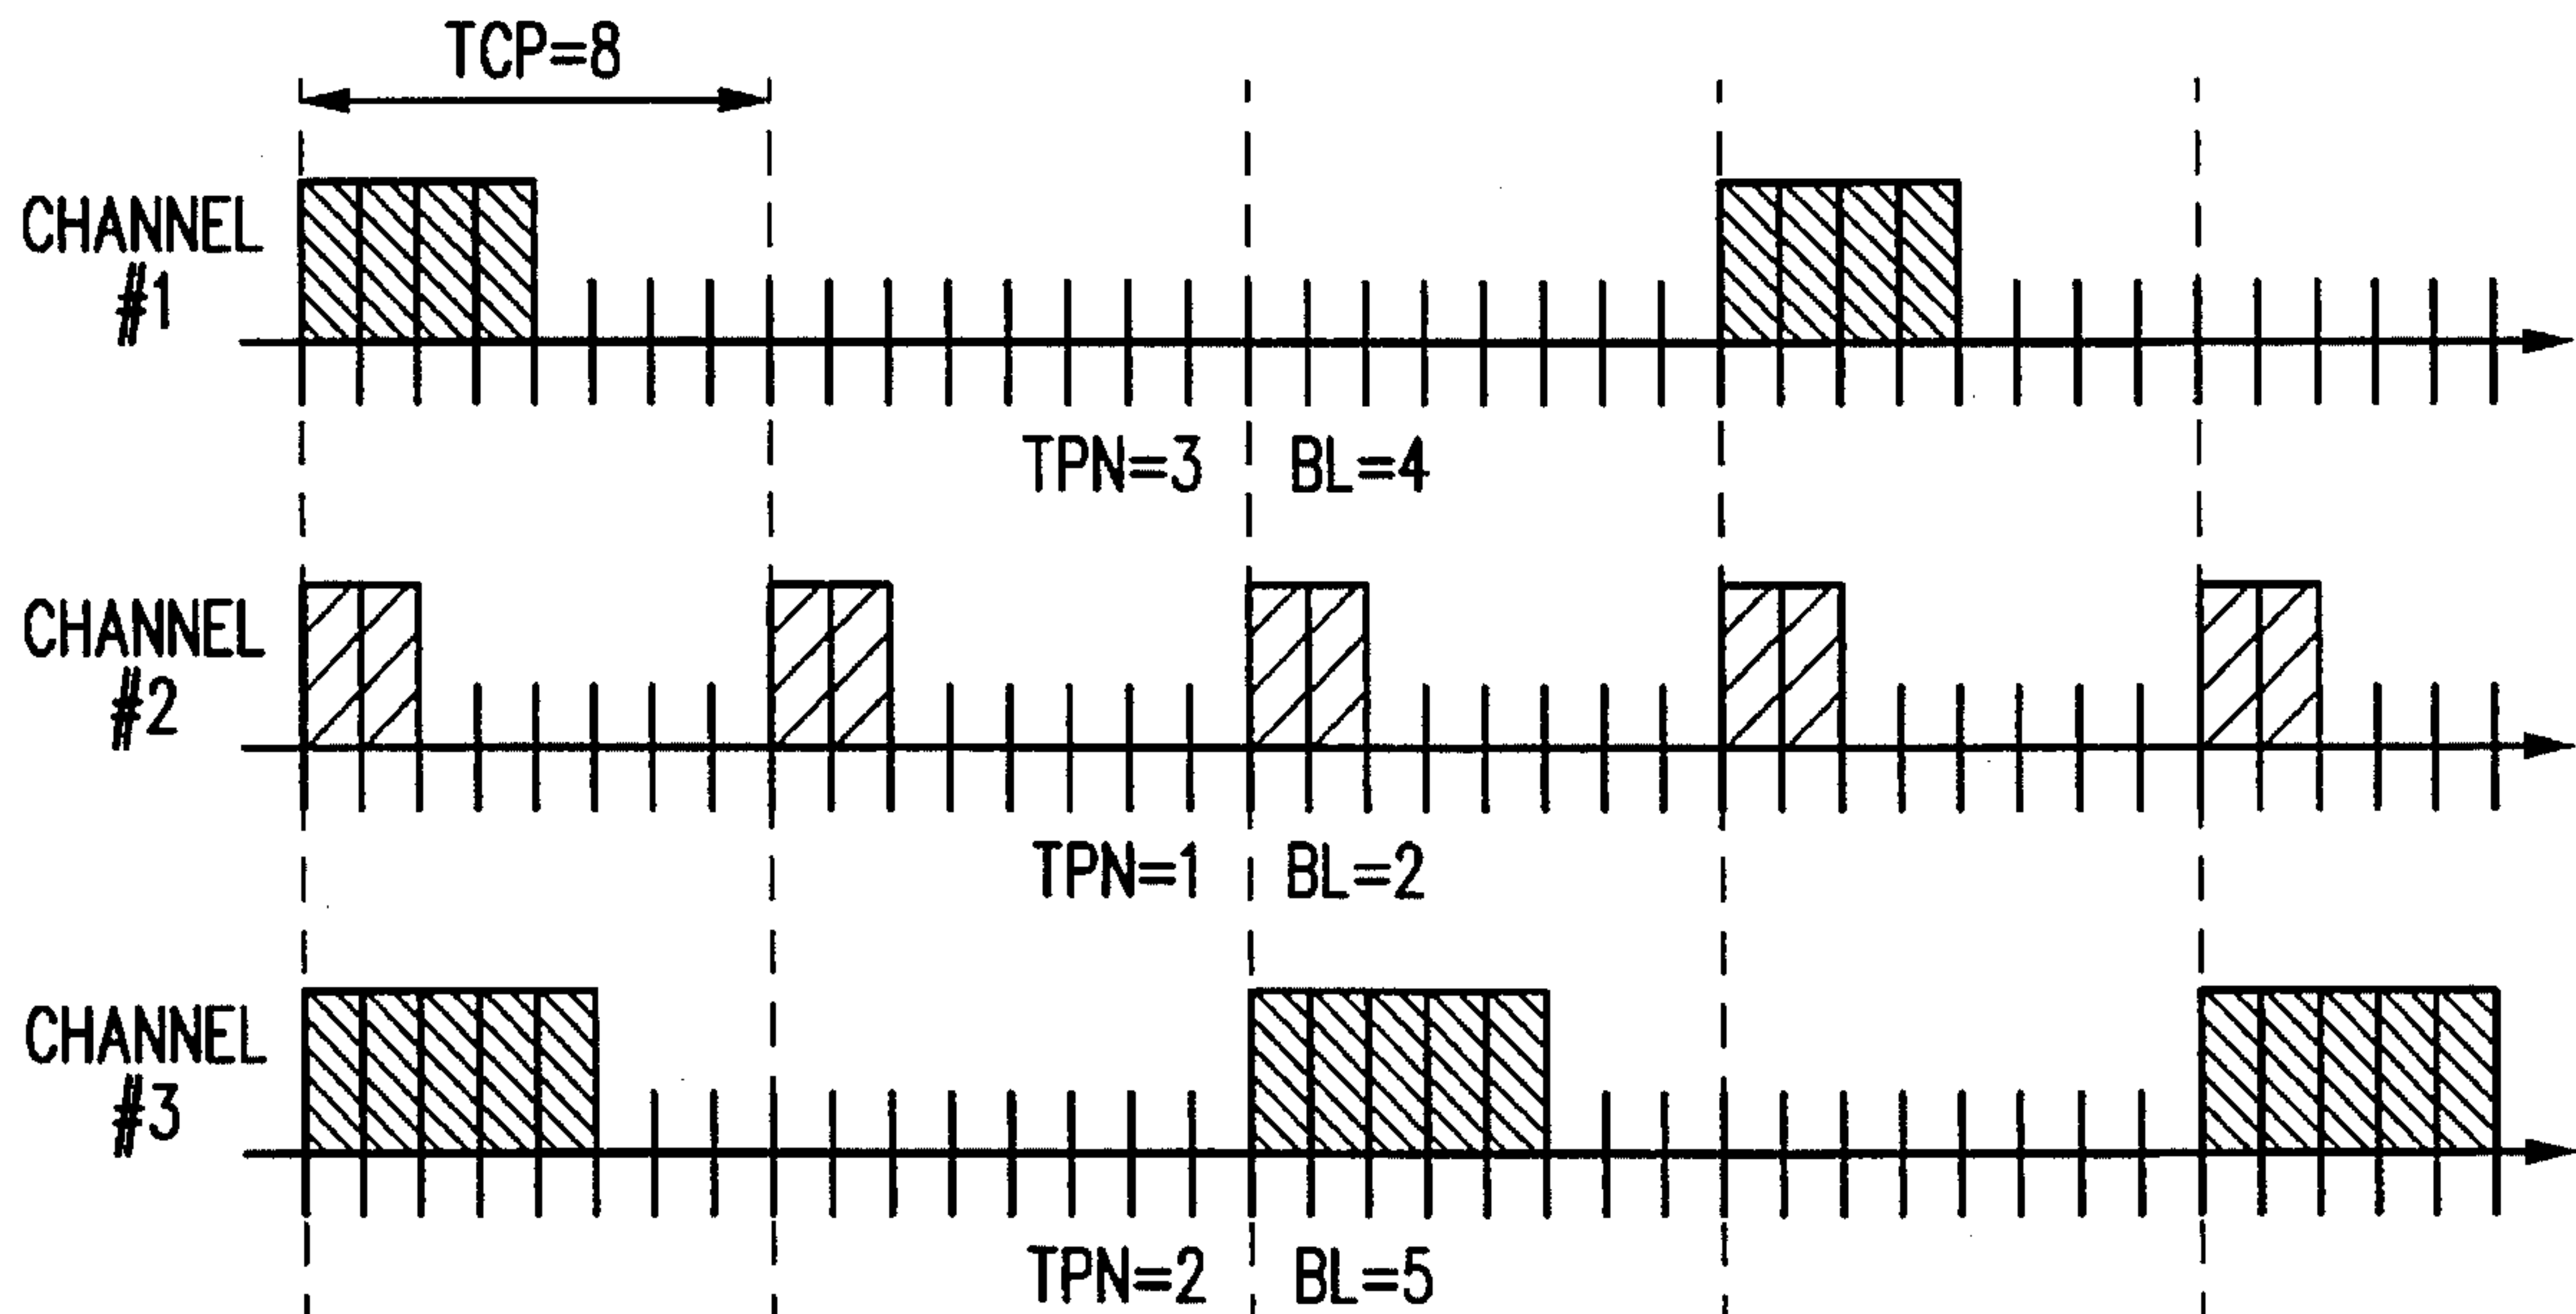 TCP=8
CHANNEL
#1
TPN=3 BL=4
CHANNEL
#2
TPN=1 BL=2
CHANNEL
#3
TPN=2 BL=5